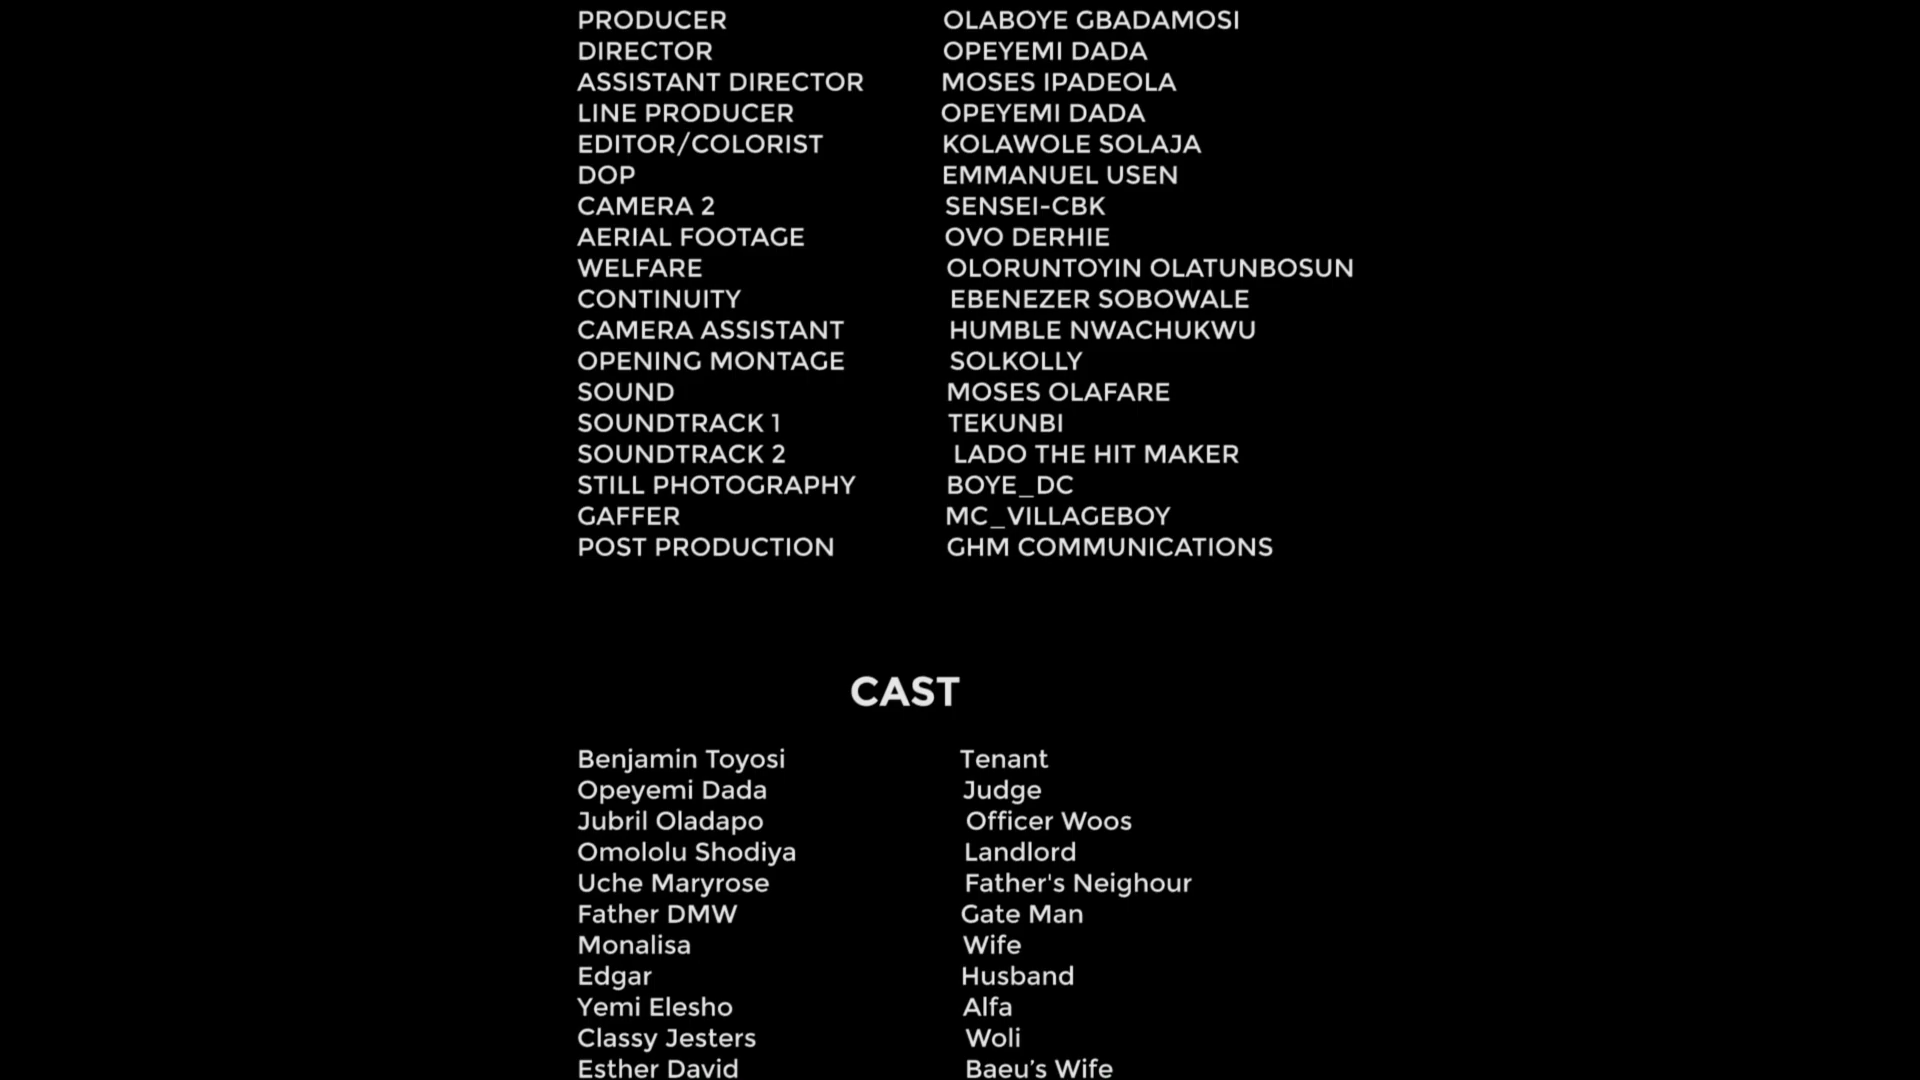 PRODUCER OLABOYE GBADAMOSI
DIRECTOR OPEYEMI DADA
ASSISTANT DIRECTOR MOSES IPADEOLA
LINE PRODUCER OPEYEMI DADA
EDITOR/COLORIST KOLAWOLE SOLAJA
DOP EMMANUEL USEN
CAMERA 2 SENSEI-CBK
AERIAL FOOTAGE OVO DERHIE
WELFARE OLORUNTOYIN OLATUNBOSUN
CONTINUITY EBENEZER SOBOWALE
CAMERA ASSISTANT HUMBLE NWACHUKWU
OPENING MONTAGE SOLKOLLY
SOUND MOSES OLAFARE
SOUNDTRACK 1 TEKUNBI
SOUNDTRACK 2 LADO THE HIT MAKER
STILL PHOTOGRAPHY BOYE_DC
GAFFER MC_VILLAGEBOY
POST PRODUCTION GHM COMMUNICATIONS
CAST
Benjamin Toyosi Tenant
Opeyemi Dada Judge
Jubril Oladapo Officer Woos
Omololu Shodiya Landlord
Uche Maryrose Father's Neighour
Father DMW Gate Man
Monalisa Wife
Edgar Husband
Yemi Elesho Alfa
Classy Jesters Woli
Esther David Baeu’s Wife